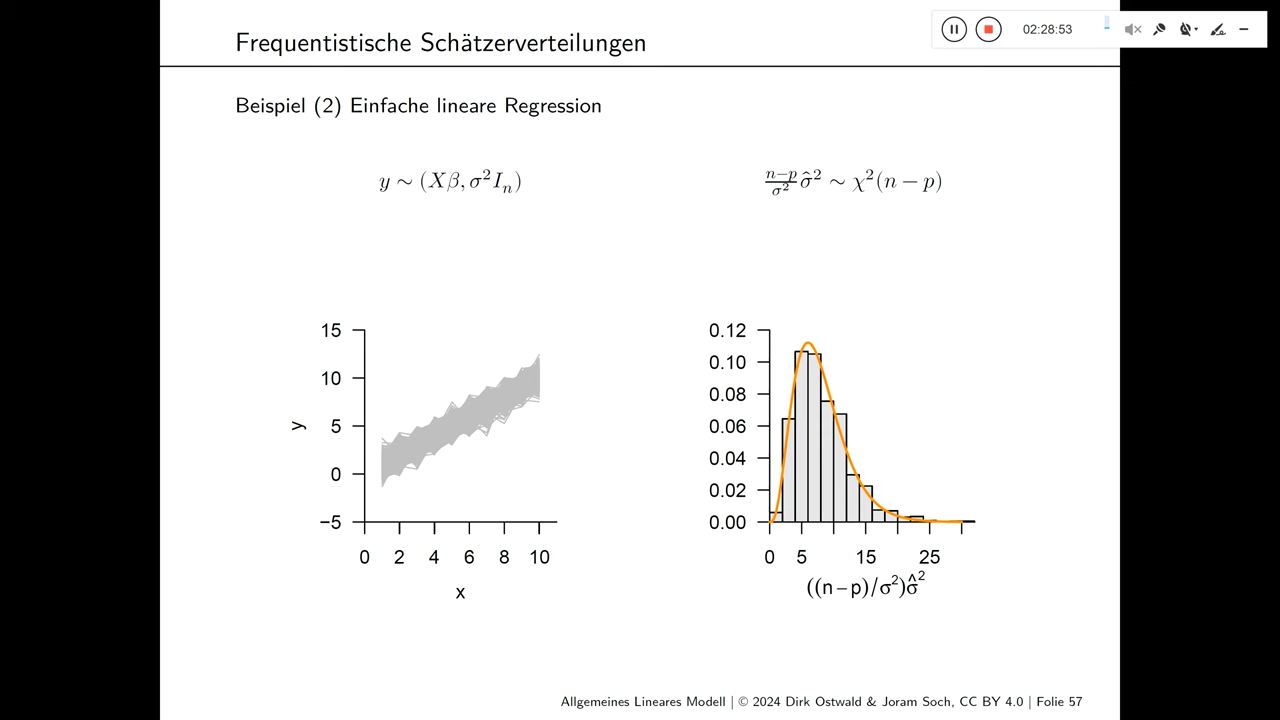 02:28:53
Frequentistische Schätzerverteilungen
Beispiel (2) Einfache lineare Regression
y ∼ (Xβ, σ²Iₙ)
n−p/σ² σ̂² ∼ χ²(n − p)
15
10
5
0
−5
y
0 2 4 6 8 10
x
0.12
0.10
0.08
0.06
0.04
0.02
0.00
0 5 15 25
((n−p)/σ²)σ̂²
Allgemeines Lineares Modell | © 2024 Dirk Ostwald & Joram Soch, CC BY 4.0 | Folie 57